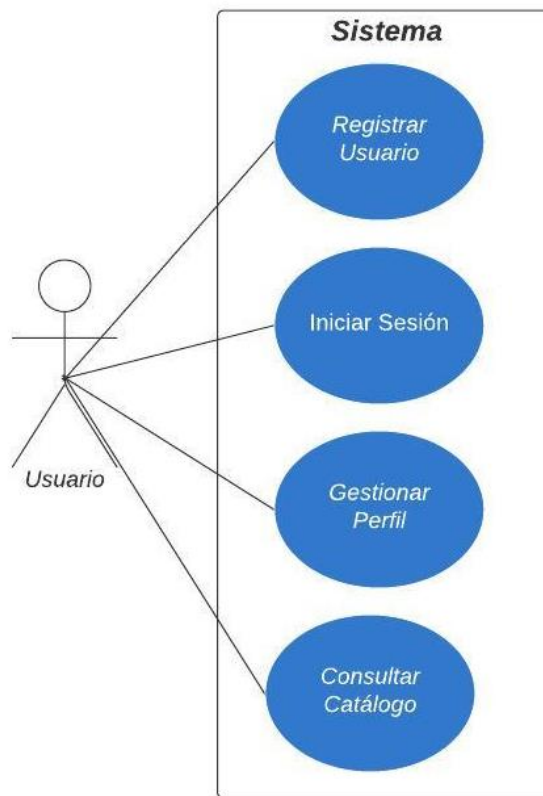 Sistema
Registrar
Usuario
Iniciar Sesión
Usuario
Gestionar
Perfil
Consultar
Catálogo